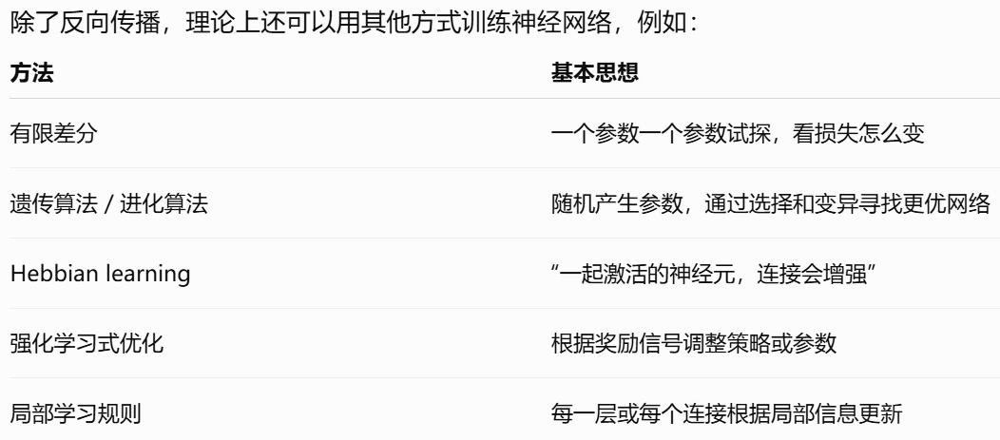 除了反向传播，理论上还可以用其他方式训练神经网络，例如：
方法 基本思想
有限差分 一个参数一个参数试探，看损失怎么变
遗传算法 / 进化算法 随机产生参数，通过选择和变异寻找更优网络
Hebbian learning “一起激活的神经元，连接会增强”
强化学习式优化 根据奖励信号调整策略或参数
局部学习规则 每一层或每个连接根据局部信息更新